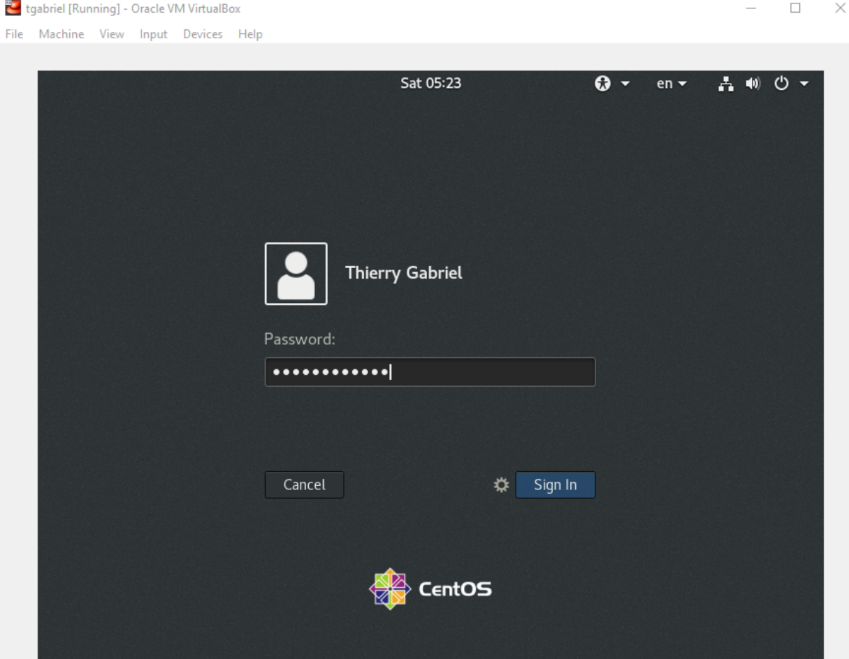 tgabriel [Running] - Oracle VM VirtualBox
File Machine View Input Devices Help
Sat 05:23 en
Thierry Gabriel
Password:
••••••••••••
Cancel Sign In
CentOS